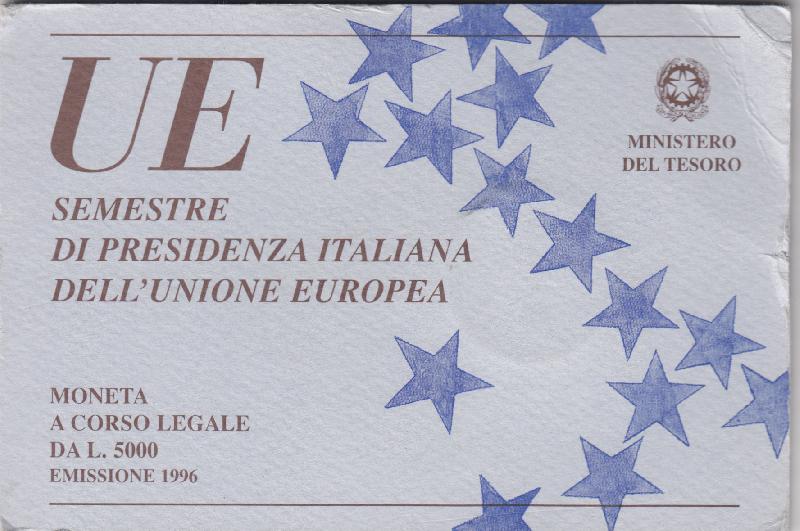 UE
SEMESTRE
DI PRESIDENZA ITALIANA
DELL'UNIONE EUROPEA
MINISTERO
DEL TESORO
MONETA
A CORSO LEGALE
DA L. 5000
EMISSIONE 1996